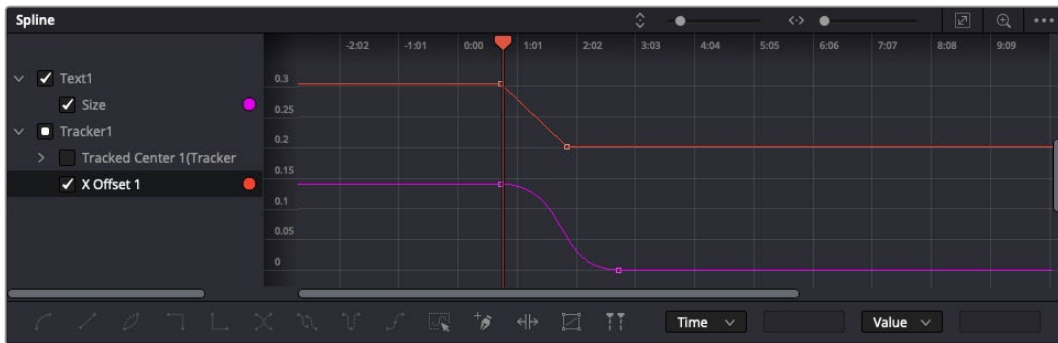 Spline
-2:02 -1:01 0:00 1:01 2:02 3:03 4:04 5:05 6:06 7:07 8:08 9:09
Text1
Size
Tracker1
Tracked Center 1(Tracker
X Offset 1
0.3
0.25
0.2
0.15
0.1
0.05
0
Time
Value